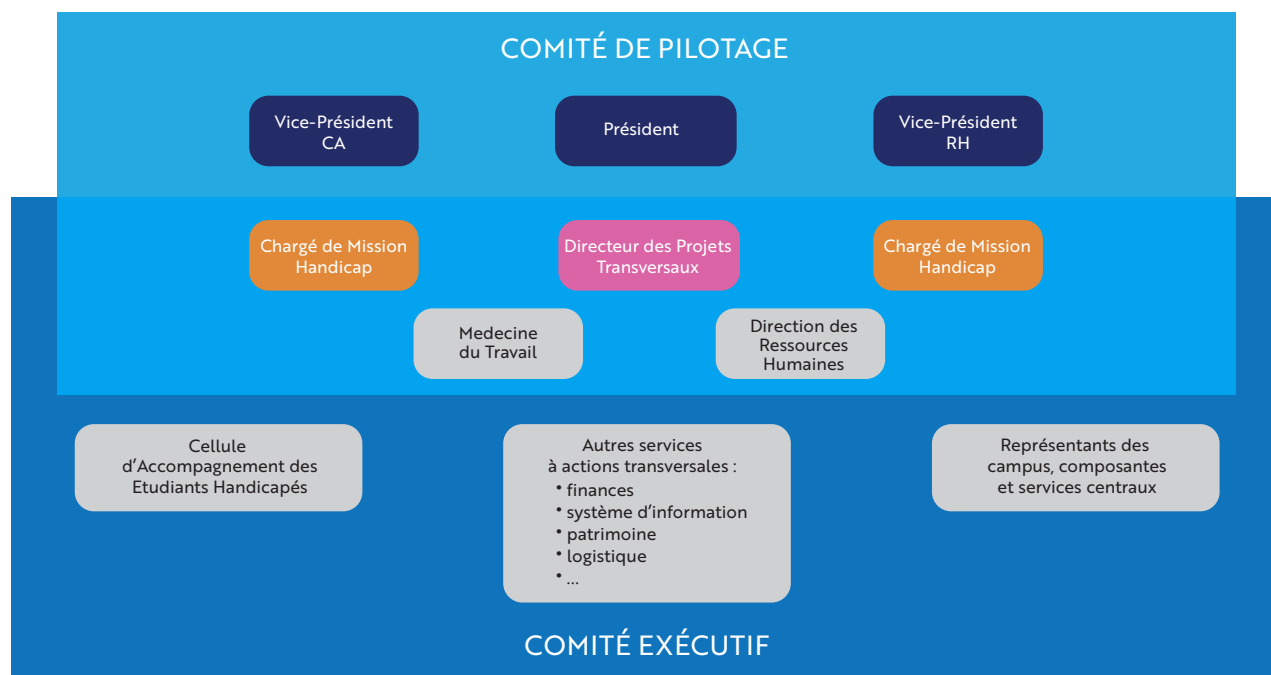 COMITÉ DE PILOTAGE
Vice-Président
CA
Président
Vice-Président
RH
Chargé de Mission
Handicap
Directeur des Projets
Transversaux
Chargé de Mission
Handicap
Medecine
du Travail
Direction des
Ressources
Humaines
Cellule
d’Accompagnement des
Etudiants Handicapés
Autres services
à actions transversales :
• finances
• système d’information
• patrimoine
• logistique
• ...
Représentants des
campus, composantes
et services centraux
COMITÉ EXÉCUTIF